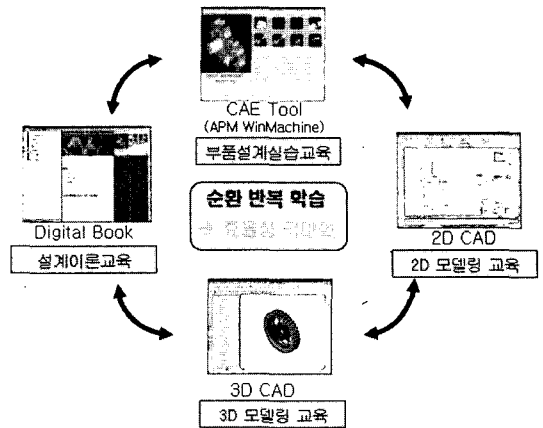 CAE Tool
(APM WinMachine)
부품설계실습교육
Digital Book
설계이론교육
순환 반복 학습
2D CAD
2D 모델링 교육
3D CAD
3D 모델링 교육